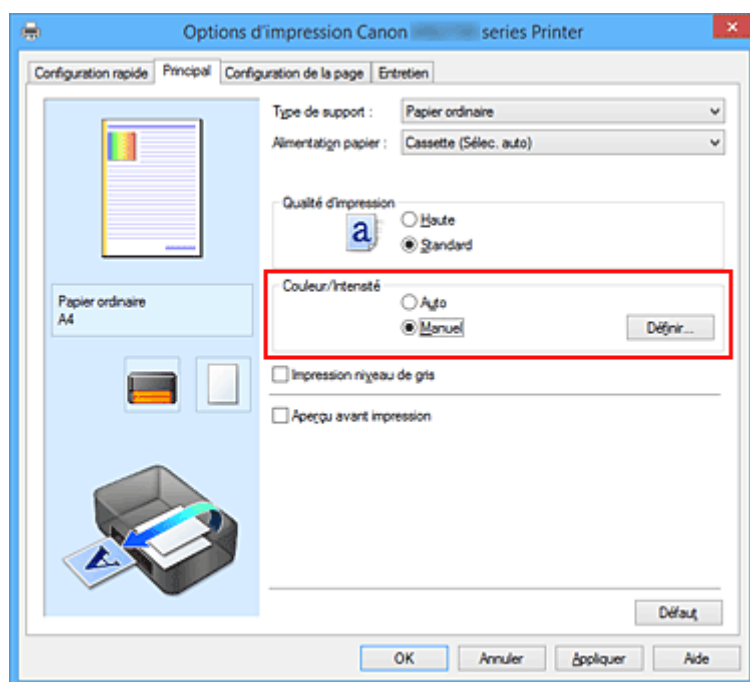 Options d'impression Canon series Printer
Configuration rapide Principal Configuration de la page Entretien
Type de support : Papier ordinaire
Alimentation papier : Cassette (Sélec. auto)
Qualité d'impression
a
Haute
Standard
Couleur/Intensité
Auto
Manuel Définir...
Papier ordinaire
A4
Impression niveau de gris
Aperçu avant impression
A
Défaut
OK Annuler Appliquer Aide